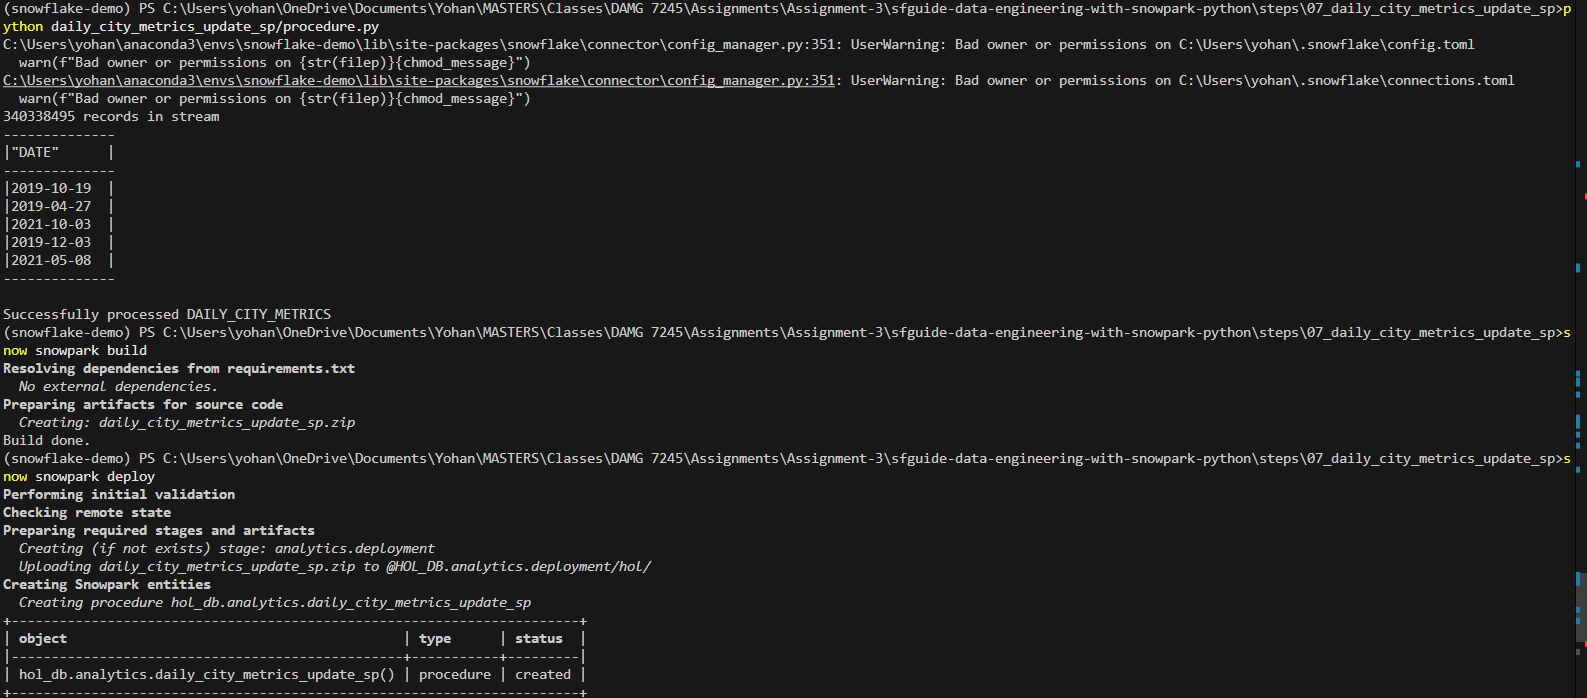 (snowflake-demo) PS C:\Users\yohan\OneDrive\Documents\Yohan\MASTERS\Classes\DAMG 7245\Assignments\Assignment-3\sfguide-data-engineering-with-snowpark-python\steps\07_daily_city_metrics_update_sp>p
ython daily_city_metrics_update_sp/procedure.py
C:\Users\yohan\anaconda3\envs\snowflake-demo\lib\site-packages\snowflake\connector\config_manager.py:351: UserWarning: Bad owner or permissions on C:\Users\yohan\.snowflake\config.toml
  warn(f"Bad owner or permissions on {str(filep)}{chmod_message}")
C:\Users\yohan\anaconda3\envs\snowflake-demo\lib\site-packages\snowflake\connector\config_manager.py:351: UserWarning: Bad owner or permissions on C:\Users\yohan\.snowflake\connections.toml
  warn(f"Bad owner or permissions on {str(filep)}{chmod_message}")
340338495 records in stream
--------------
|"DATE"      |
--------------
|2019-10-19  |
|2019-04-27  |
|2021-10-03  |
|2019-12-03  |
|2021-05-08  |
--------------
Successfully processed DAILY_CITY_METRICS
(snowflake-demo) PS C:\Users\yohan\OneDrive\Documents\Yohan\MASTERS\Classes\DAMG 7245\Assignments\Assignment-3\sfguide-data-engineering-with-snowpark-python\steps\07_daily_city_metrics_update_sp>s
now snowpark build
Resolving dependencies from requirements.txt
  No external dependencies.
Preparing artifacts for source code
  Creating: daily_city_metrics_update_sp.zip
Build done.
(snowflake-demo) PS C:\Users\yohan\OneDrive\Documents\Yohan\MASTERS\Classes\DAMG 7245\Assignments\Assignment-3\sfguide-data-engineering-with-snowpark-python\steps\07_daily_city_metrics_update_sp>s
now snowpark deploy
Performing initial validation
Checking remote state
Preparing required stages and artifacts
  Creating (if not exists) stage: analytics.deployment
  Uploading daily_city_metrics_update_sp.zip to @HOL_DB.analytics.deployment/hol/
Creating Snowpark entities
  Creating procedure hol_db.analytics.daily_city_metrics_update_sp
+-----------------------------------------------------------------------+
| object                                         | type      | status  |
|------------------------------------------------+-----------+---------|
| hol_db.analytics.daily_city_metrics_update_sp() | procedure | created |
+-----------------------------------------------------------------------+